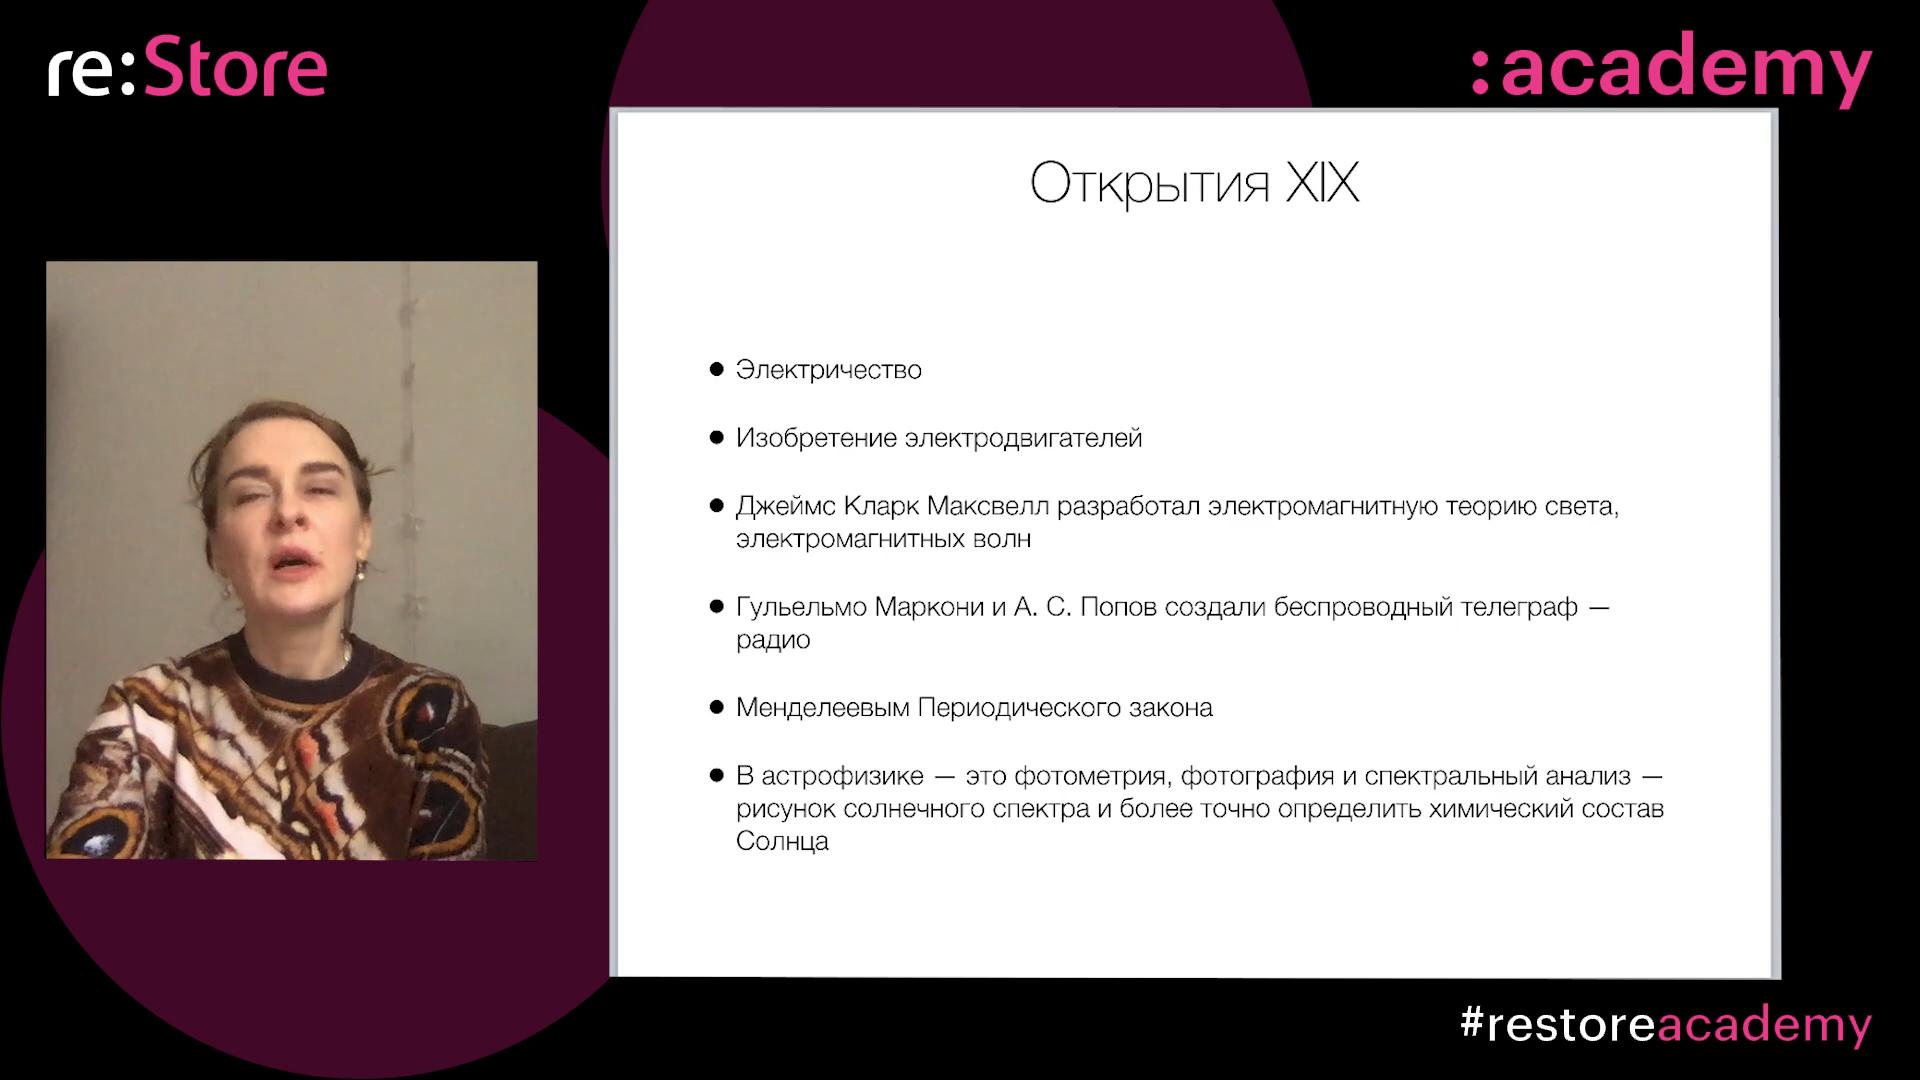 re:Store
:academy
Открытия XIX
● Электричество
● Изобретение электродвигателей
● Джеймс Кларк Максвелл разработал электромагнитную теорию света,
электромагнитных волн
● Гульельмо Маркони и А. С. Попов создали беспроводный телеграф —
радио
● Менделеевым Периодического закона
● В астрофизике — это фотометрия, фотография и спектральный анализ —
рисунок солнечного спектра и более точно определить химический состав
Солнца
#restoreacademy